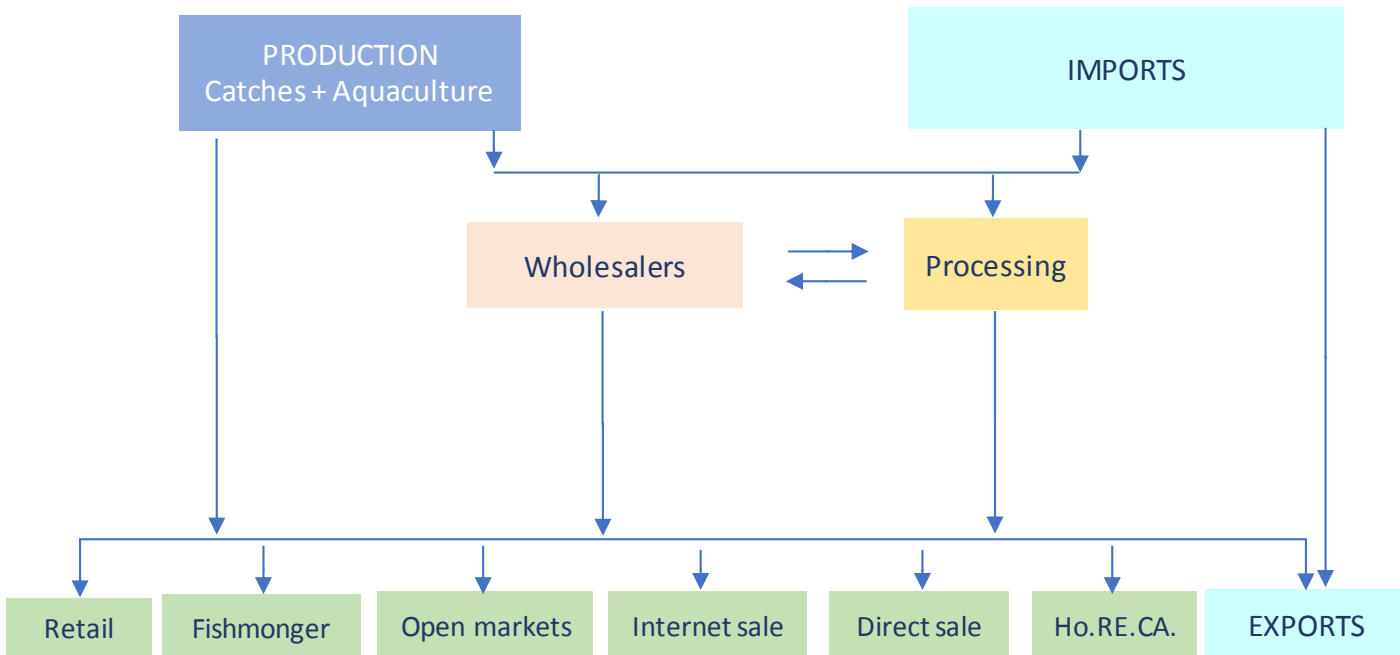 PRODUCTION
Catches + Aquaculture
IMPORTS
Wholesalers
Processing
Retail
Fishmonger
Open markets
Internet sale
Direct sale
Ho.RE.CA.
EXPORTS